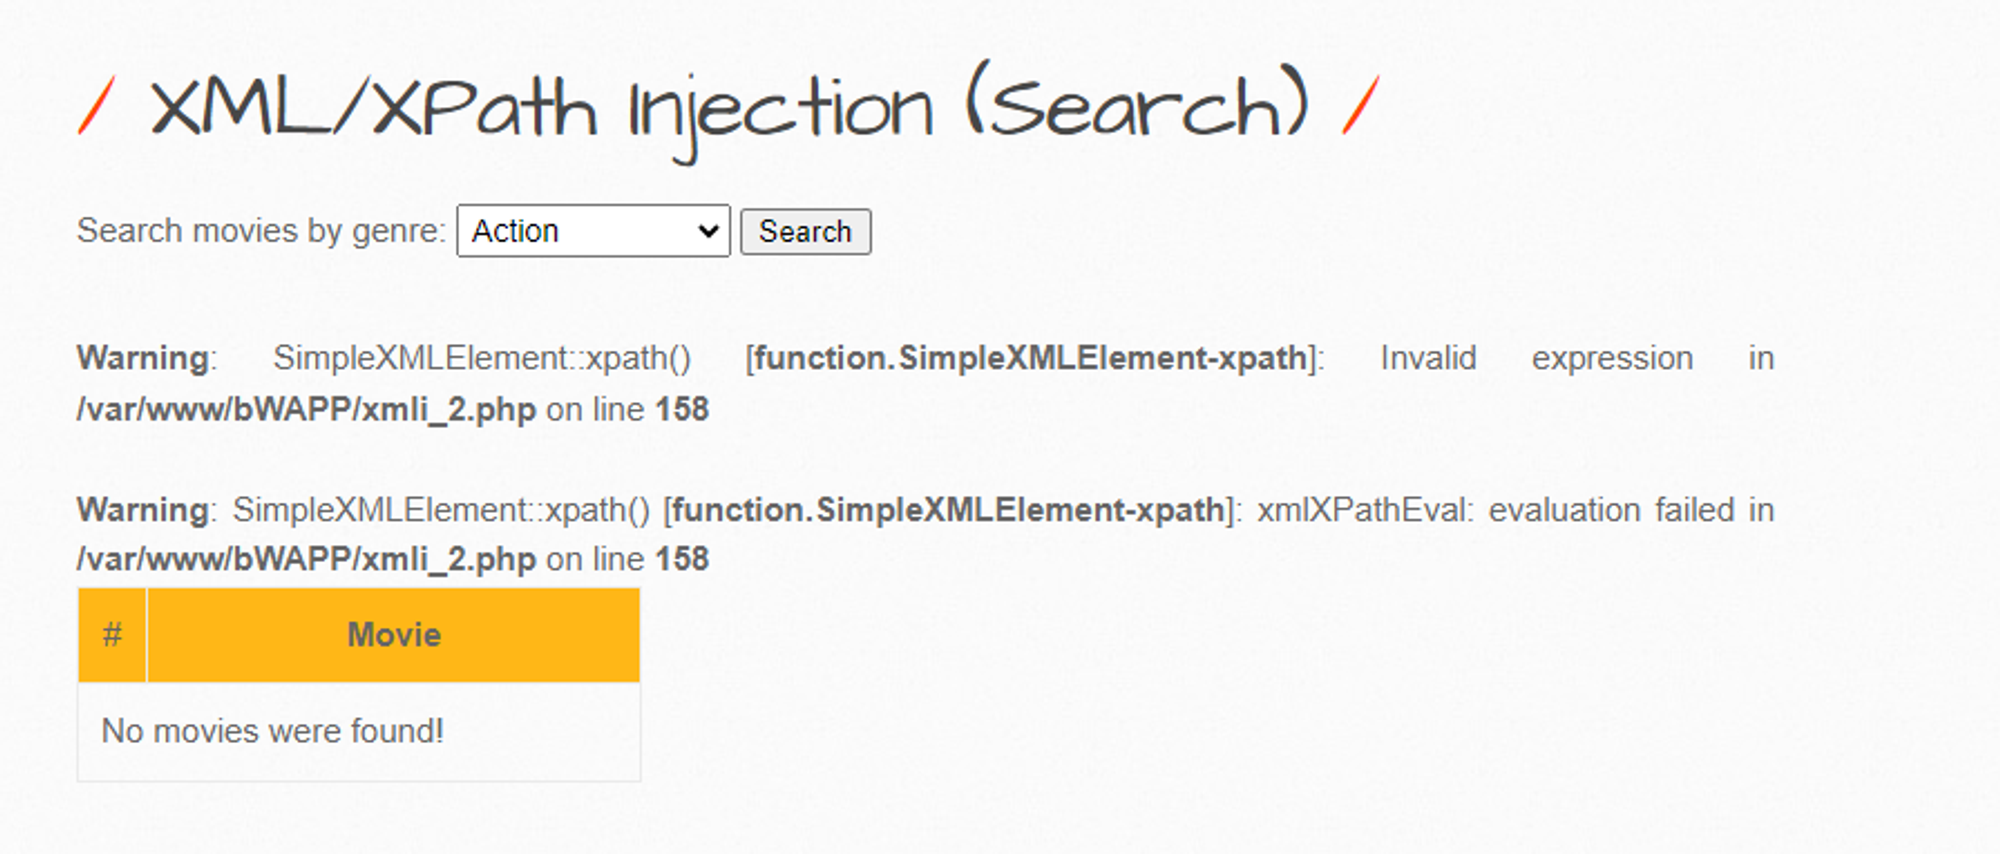 / XML/XPath Injection (Search) /
Search movies by genre: Action Search
Warning: SimpleXMLElement::xpath() [function.SimpleXMLElement-xpath]: Invalid expression in
/var/www/bWAPP/xmli_2.php on line 158
Warning: SimpleXMLElement::xpath() [function.SimpleXMLElement-xpath]: xmlXPathEval: evaluation failed in
/var/www/bWAPP/xmli_2.php on line 158
# Movie
No movies were found!